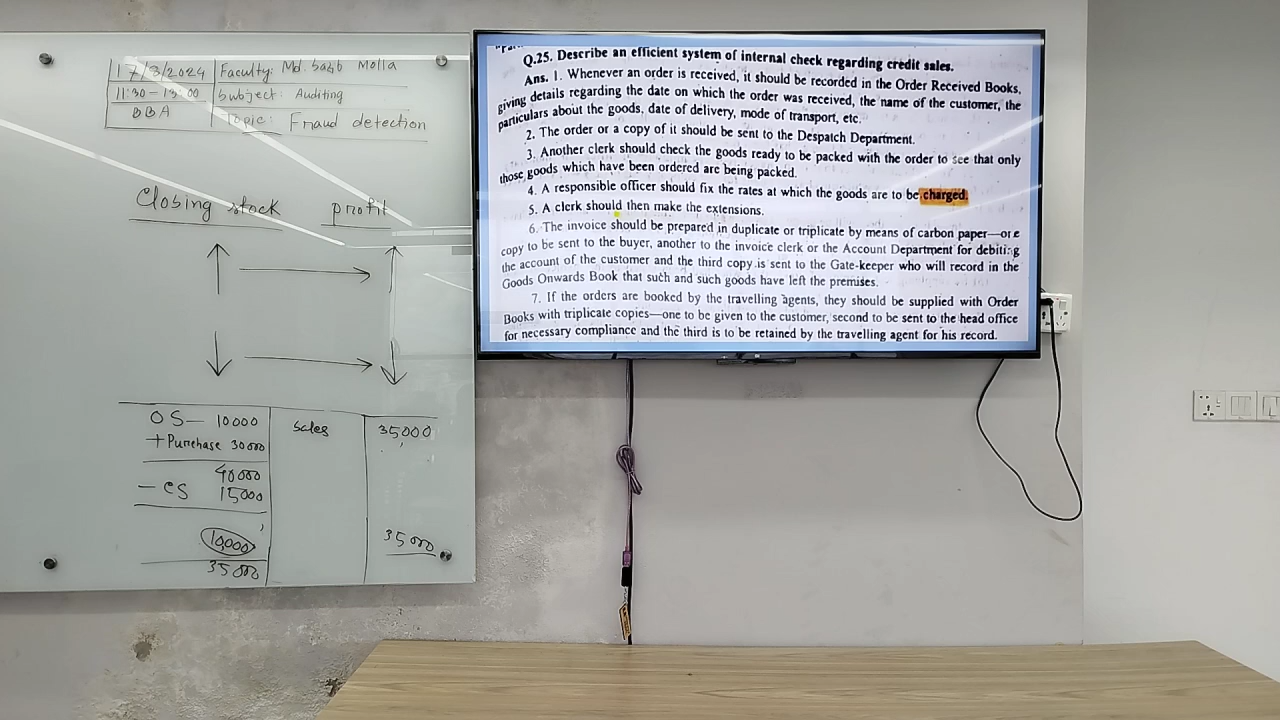 17/3/2024 Faculty: Md. Sabb Molla
11:30 - 13:00 Subject: Auditing
BBA Topic: Fraud detection
Closing stock profit
OS— 10000 Sales 35,000
+ Purchase 30000
40000
— CS 15000
10,000 35000
35000
Q.25. Describe an efficient system of internal check regarding credit sales.
Ans. 1. Whenever an order is received, it should be recorded in the Order Received Books,
giving details regarding the date on which the order was received, the name of the customer, the
particulars about the goods, date of delivery, mode of transport, etc.
2. The order or a copy of it should be sent to the Despatch Department.
3. Another clerk should check the goods ready to be packed with the order to see that only
those goods which have been ordered are being packed.
4. A responsible officer should fix the rates at which the goods are to be charged.
5. A clerk should then make the extensions.
6. The invoice should be prepared in duplicate or triplicate by means of carbon paper—one
copy to be sent to the buyer, another to the invoice clerk or the Account Department for debiting
the account of the customer and the third copy is sent to the Gate-keeper who will record in the
Goods Onwards Book that such and such goods have left the premises.
7. If the orders are booked by the travelling agents, they should be supplied with Order
Books with triplicate copies—one to be given to the customer, second to be sent to the head office
for necessary compliance and the third is to be retained by the travelling agent for his record.